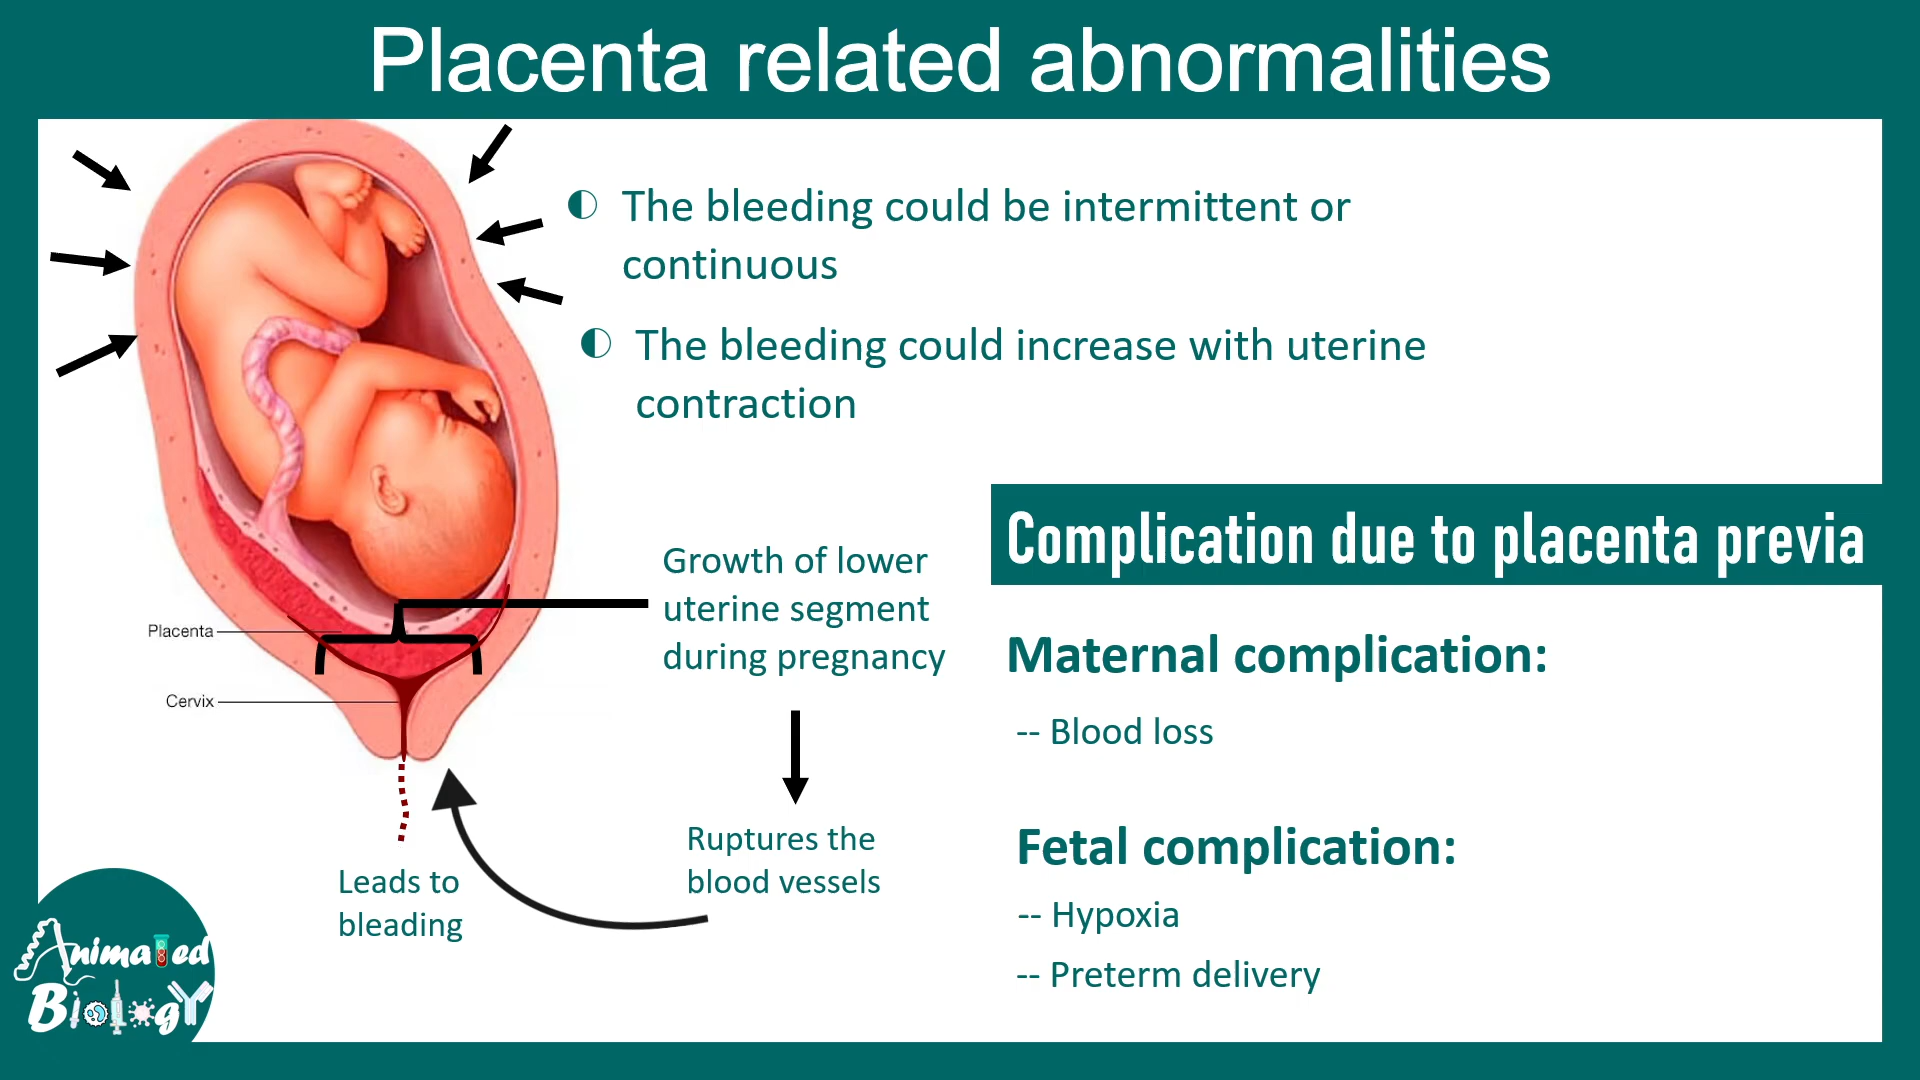 Placenta related abnormalities
The bleeding could be intermittent or
continuous
The bleeding could increase with uterine
contraction
Growth of lower
uterine segment
during pregnancy
Placenta
Cervix
Ruptures the
blood vessels
Leads to
bleading
Complication due to placenta previa
Maternal complication:
-- Blood loss
Fetal complication:
-- Hypoxia
-- Preterm delivery
Animated
Biology